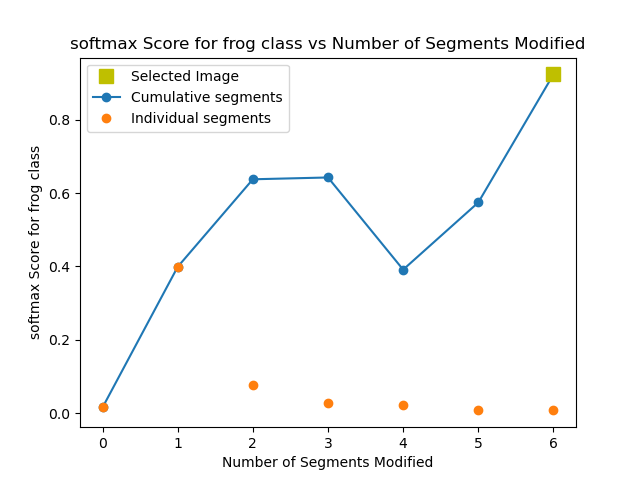 softmax Score for frog class vs Number of Segments Modified
Selected Image
Cumulative segments
Individual segments
softmax Score for frog class
0.8
0.6
0.4
0.2
0.0
0 1 2 3 4 5 6
Number of Segments Modified